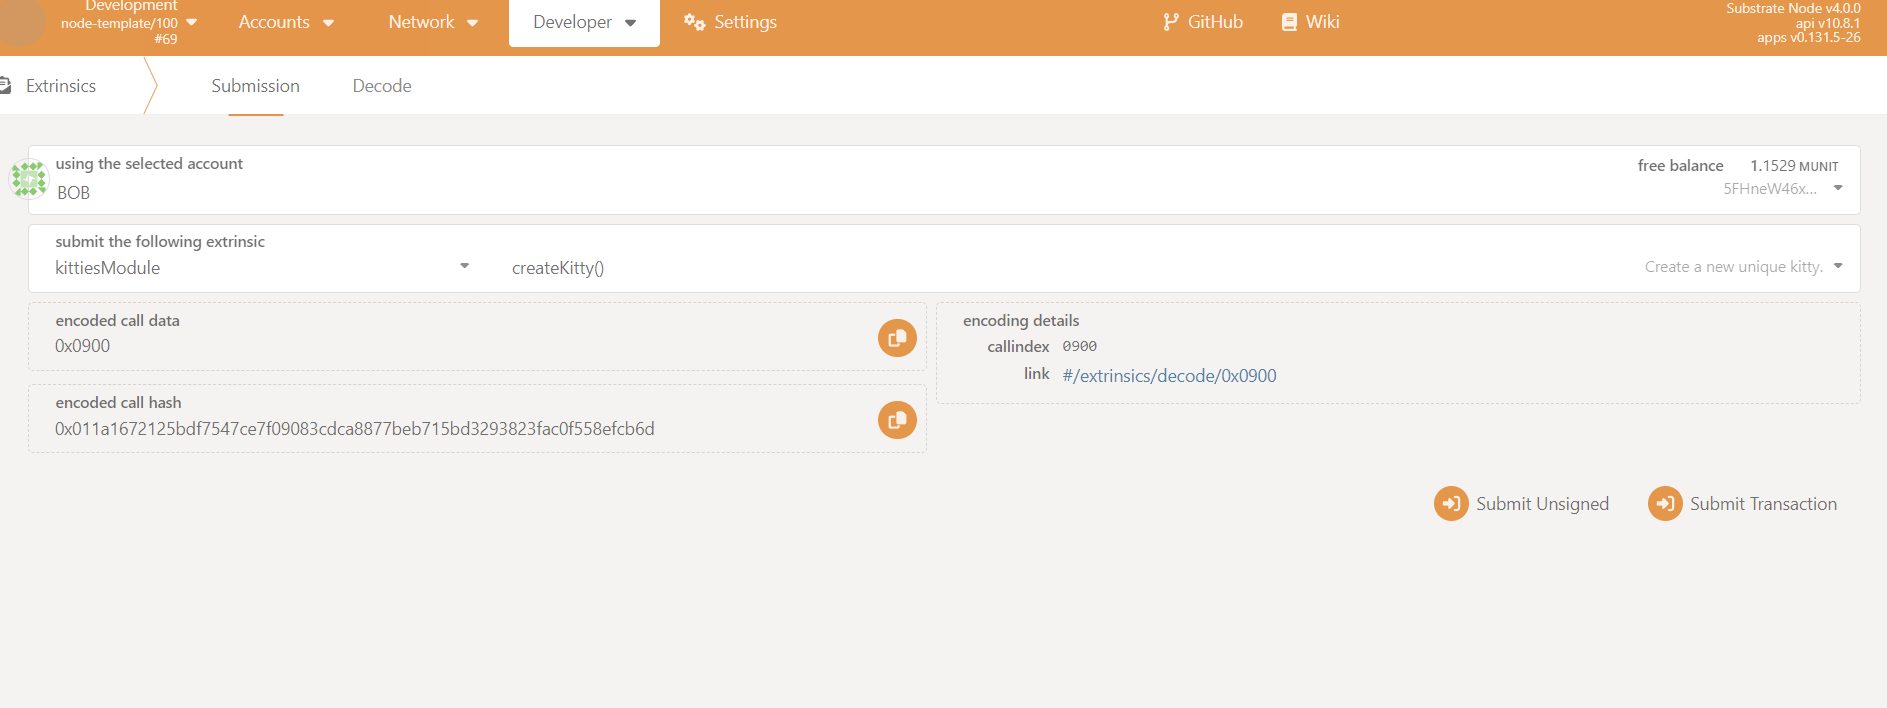 Development
node-template/100
#69
Accounts
Network
Developer
Settings
GitHub
Wiki
Substrate Node v4.0.0
api v10.8.1
apps v0.131.5-26
Extrinsics
Submission
Decode
using the selected account
BOB
free balance 1.1529 MUNIT
5FHneW46x...
submit the following extrinsic
kittiesModule
createKitty()
Create a new unique kitty.
encoded call data
0x0900
encoding details
callindex 0900
link #/extrinsics/decode/0x0900
encoded call hash
0x011a1672125bdf7547ce7f09083cdca8877beb715bd3293823fac0f558efcb6d
Submit Unsigned
Submit Transaction